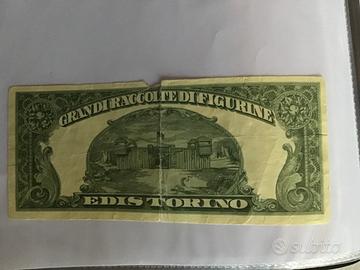 GRANDI RACCOLTE DI FIGURINE
EDIS TORINO
subito